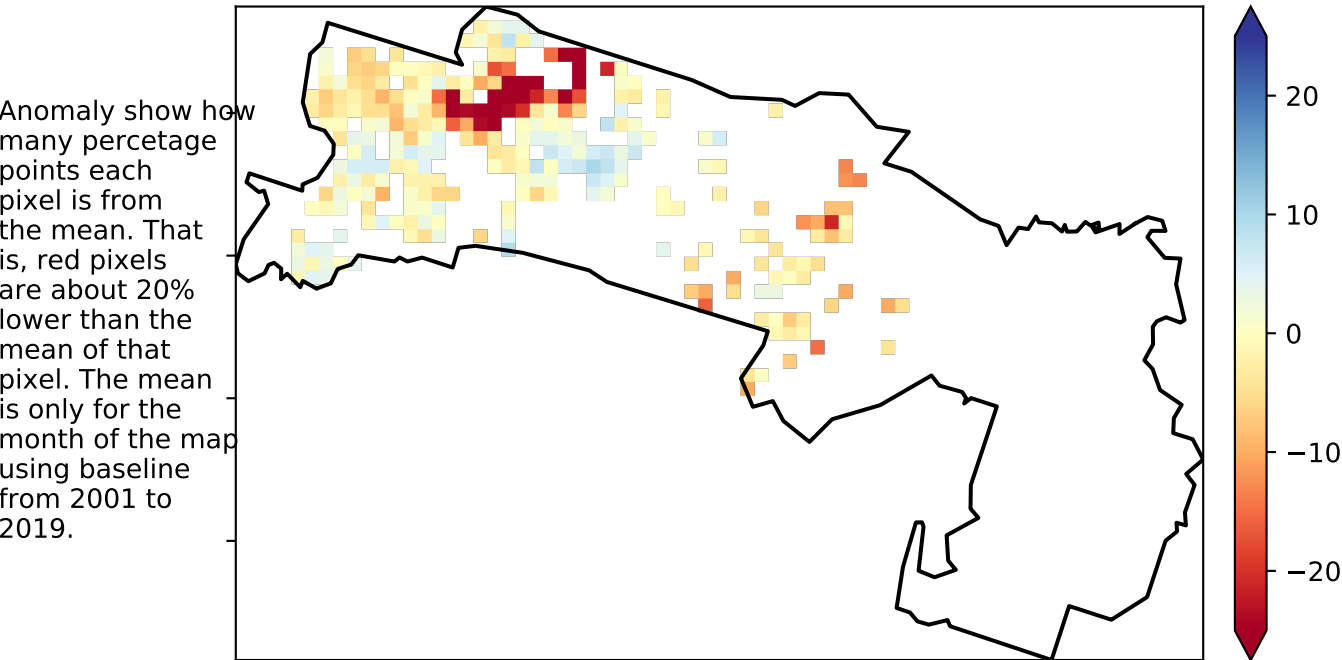 Anomaly show how
many percetage
points each
pixel is from
the mean. That
is, red pixels
are about 20%
lower than the
mean of that
pixel. The mean
is only for the
month of the map
using baseline
from 2001 to
2019.
20
10
0
−10
−20